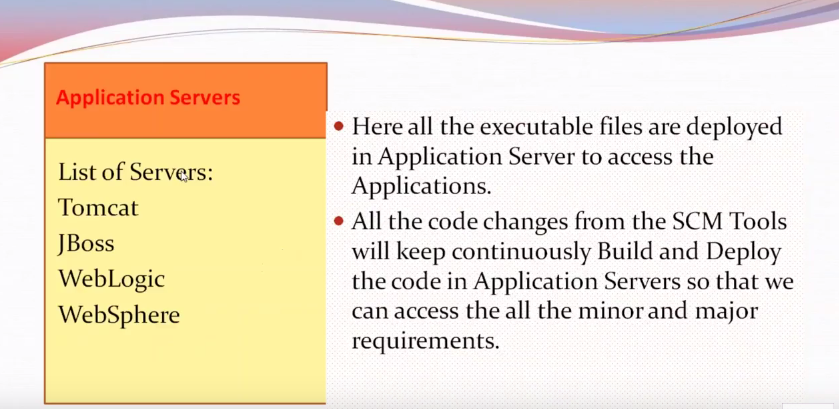 Application Servers
List of Servers:
Tomcat
JBoss
WebLogic
WebSphere
• Here all the executable files are deployed
in Application Server to access the
Applications.
• All the code changes from the SCM Tools
will keep continuously Build and Deploy
the code in Application Servers so that we
can access the all the minor and major
requirements.